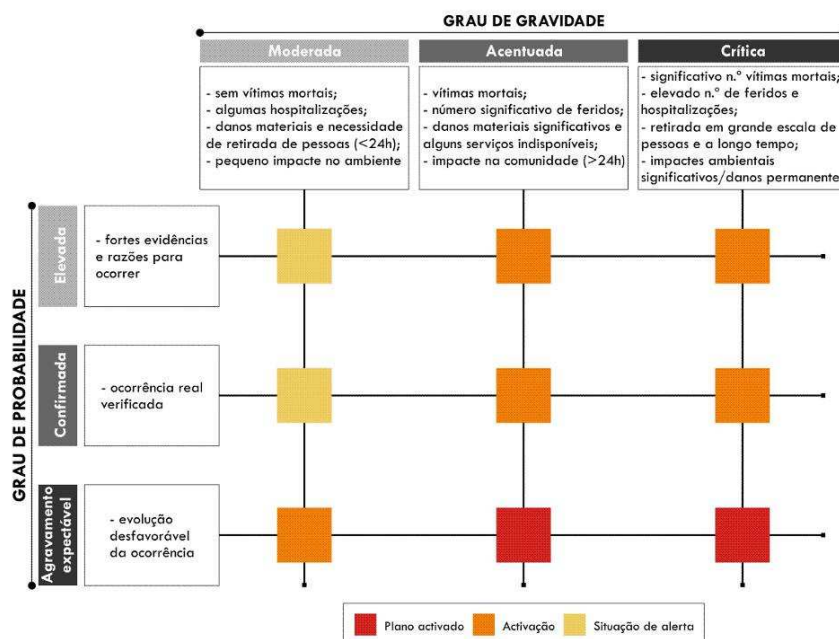 GRAU DE GRAVIDADE
Moderada
Acentuada
Crítica
- sem vítimas mortais;
- algumas hospitalizações;
- danos materiais e necessidade
de retirada de pessoas (<24h);
- pequeno impacte no ambiente
- vítimas mortais;
- número significativo de feridos;
- danos materiais significativos e
alguns serviços indisponíveis;
- impacte na comunidade (>24h)
- significativo n.º vítimas mortais;
- elevado n.º de feridos e
hospitalizações;
- retirada em grande escala de
pessoas e a longo tempo;
- impactes ambientais
significativos/danos permanente
GRAU DE PROBABILIDADE
Elevada
- fortes evidências
e razões para
ocorrer
Confirmada
- ocorrência real
verificada
Agravamento
expectável
- evolução
desfavorável
da ocorrência
Plano activado
Activação
Situação de alerta